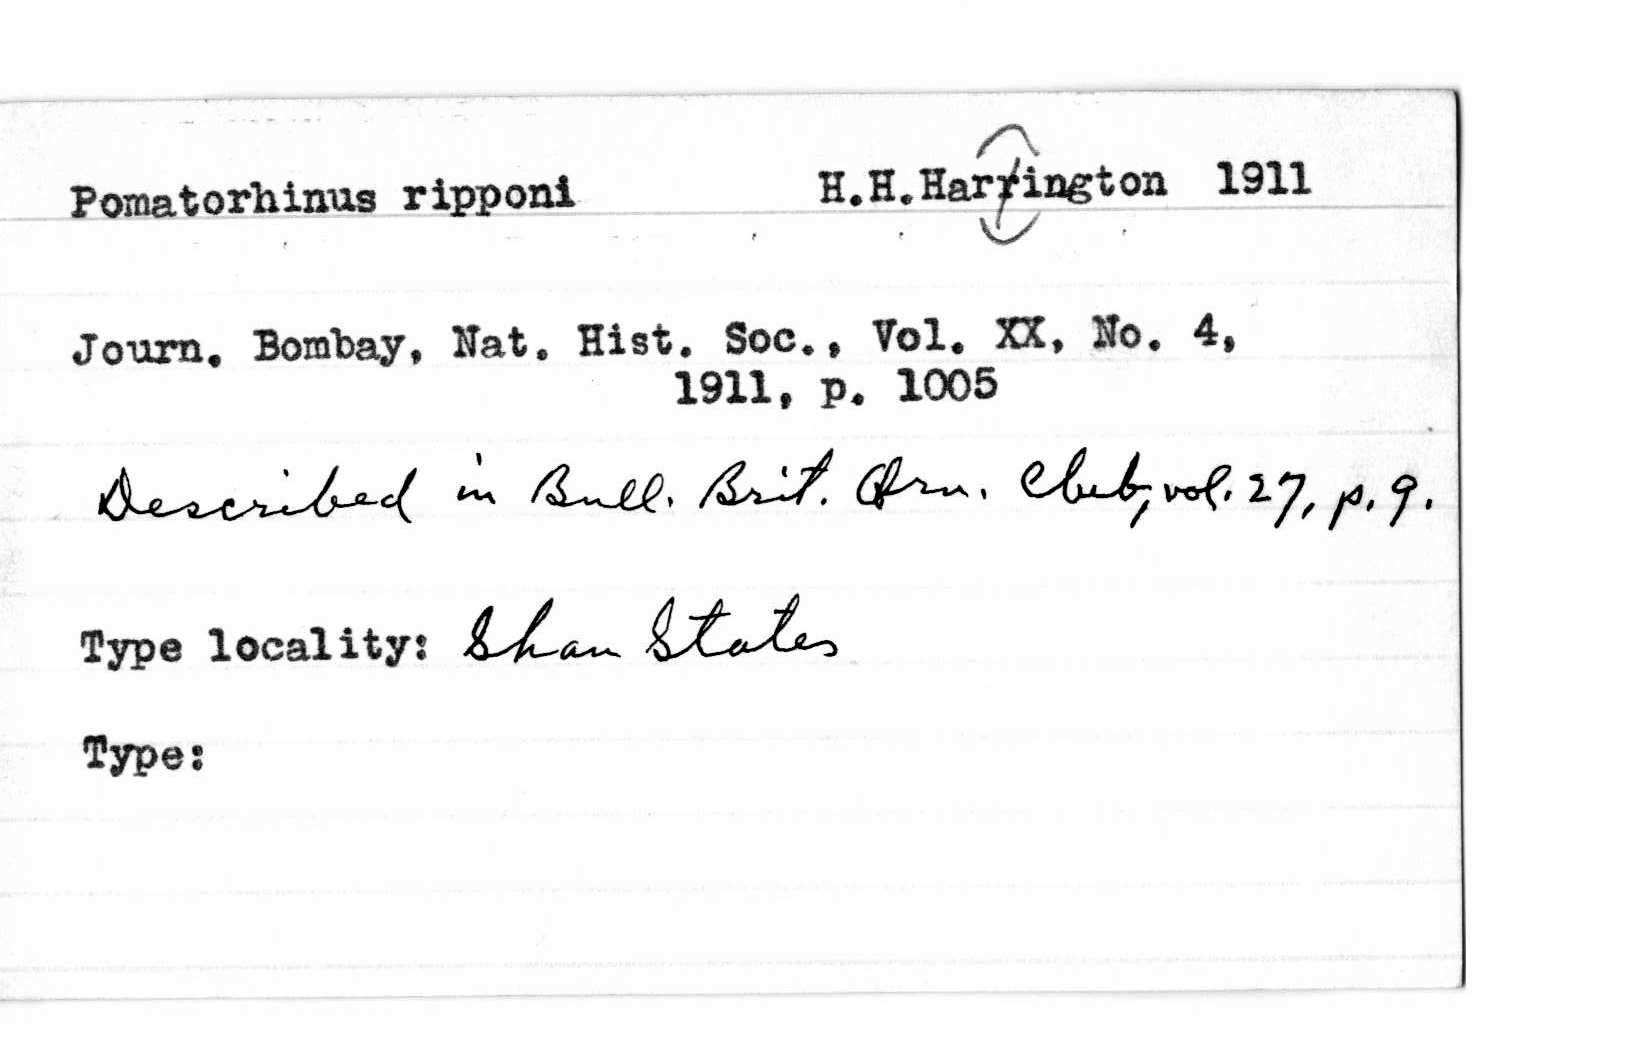 Pomatorhinus ripponi H.H.Harington 1911
Journ. Bombay, Nat. Hist. Soc., Vol. XX, No. 4,
1911, p. 1005
Described in Bull. Brit. Orn. Club, vol. 27, p. 9.
Type locality: Shan States
Type: